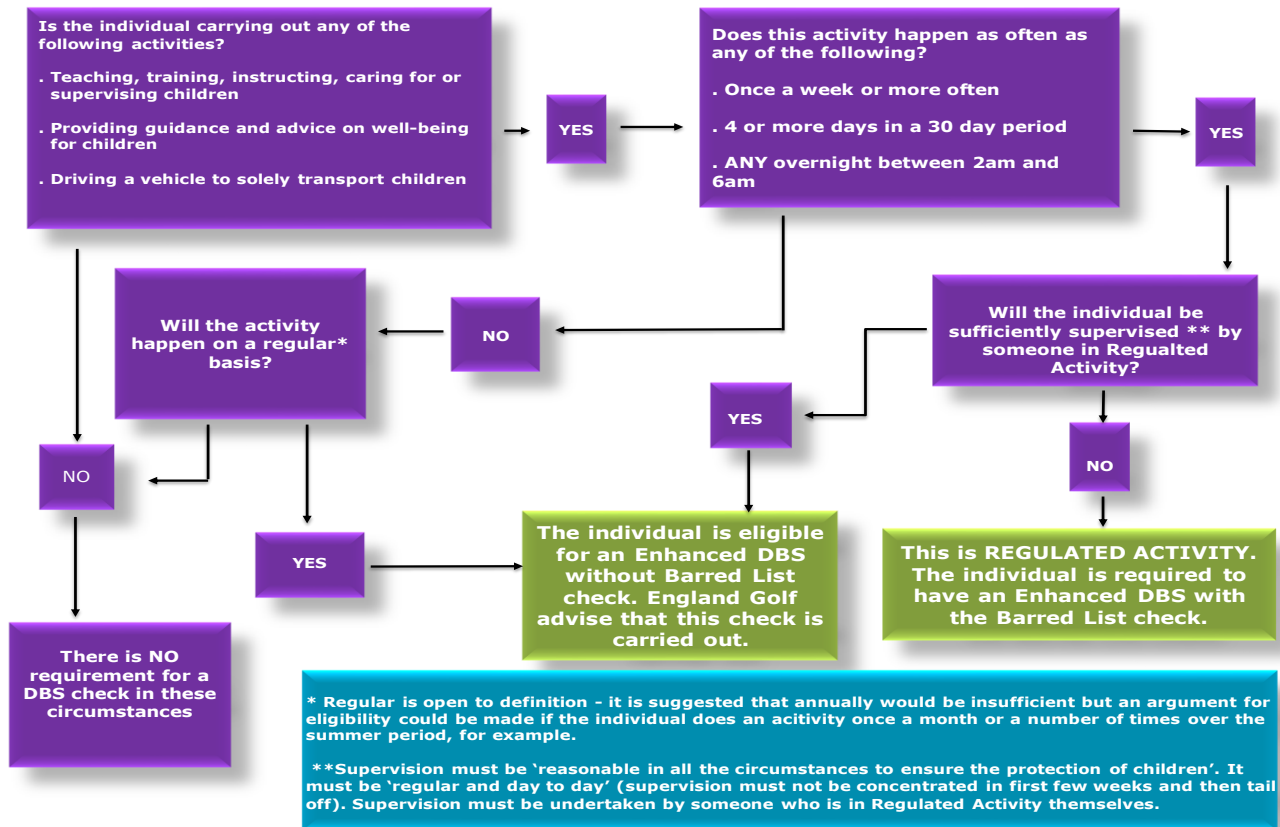 Is the individual carrying out any of the
following activities?
. Teaching, training, instructing, caring for or
supervising children
. Providing guidance and advice on well-being
for children
. Driving a vehicle to solely transport children
YES
Does this activity happen as often as
any of the following?
. Once a week or more often
. 4 or more days in a 30 day period
. ANY overnight between 2am and
6am
YES
Will the activity
happen on a regular*
basis?
NO
Will the individual be
sufficiently supervised ** by
someone in Regualted
Activity?
YES
NO
NO
YES
The individual is eligible
for an Enhanced DBS
without Barred List
check. England Golf
advise that this check is
carried out.
This is REGULATED ACTIVITY.
The individual is required to
have an Enhanced DBS with
the Barred List check.
There is NO
requirement for a
DBS check in these
circumstances
* Regular is open to definition - it is suggested that annually would be insufficient but an argument for
eligibility could be made if the individual does an acitivity once a month or a number of times over the
summer period, for example.
**Supervision must be ‘reasonable in all the circumstances to ensure the protection of children’. It
must be ‘regular and day to day’ (supervision must not be concentrated in first few weeks and then tail
off). Supervision must be undertaken by someone who is in Regulated Activity themselves.